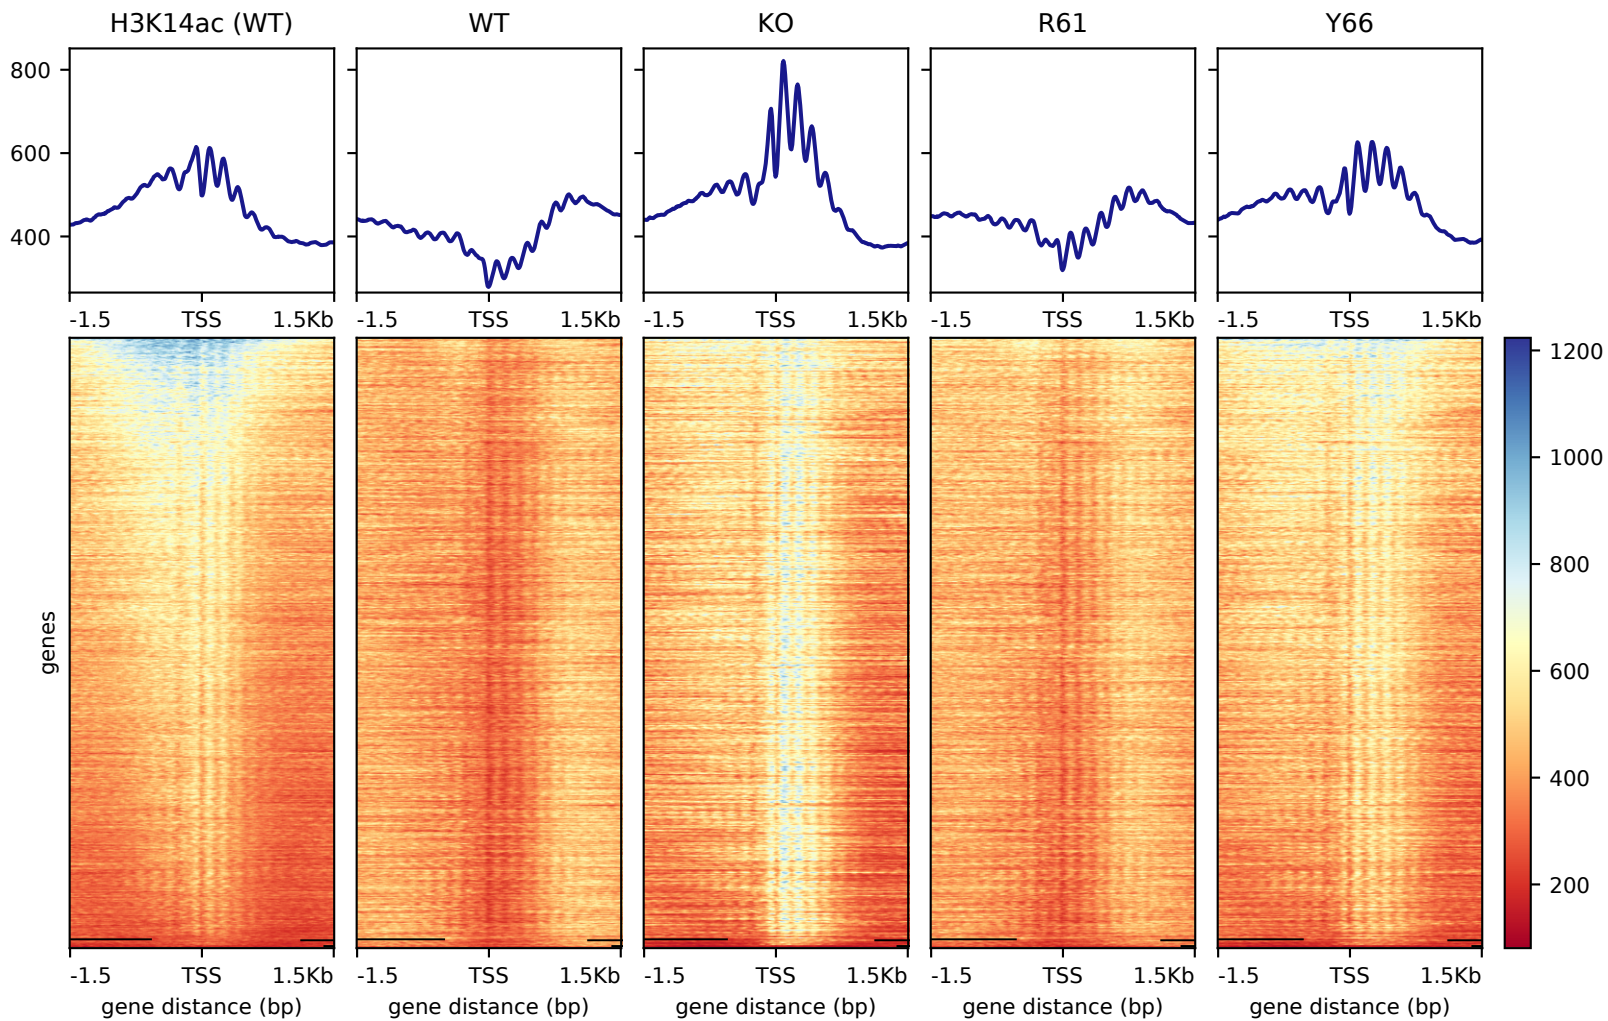 H3K14ac (WT) WT KO R61 Y66
800
600
400
-1.5 TSS 1.5Kb -1.5 TSS 1.5Kb -1.5 TSS 1.5Kb -1.5 TSS 1.5Kb -1.5 TSS 1.5Kb
genes
1200
1000
800
600
400
200
-1.5 TSS 1.5Kb -1.5 TSS 1.5Kb -1.5 TSS 1.5Kb -1.5 TSS 1.5Kb -1.5 TSS 1.5Kb
gene distance (bp) gene distance (bp) gene distance (bp) gene distance (bp) gene distance (bp)